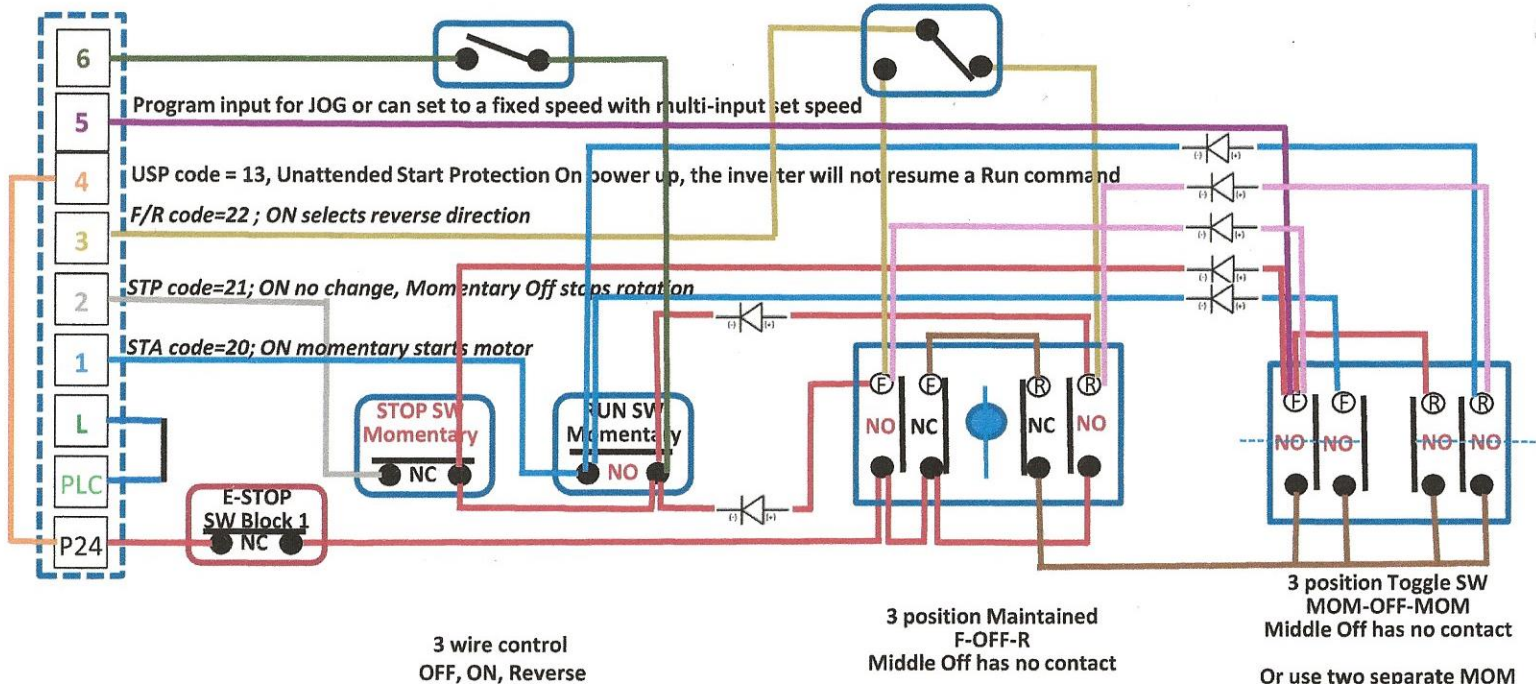 6
5
Program input for JOG or can set to a fixed speed with multi-input set speed
4
USP code = 13, Unattended Start Protection On power up, the inverter will not resume a Run command
3
F/R code=22 ; ON selects reverse direction
2
STP code=21; ON no change, Momentary Off stops rotation
1
STA code=20; ON momentary starts motor
L
PLC
P24
STOP SW
Momentary
NC
RUN SW
Momentary
NO
E-STOP
SW Block 1
NC
(-) (+)
(-) (+)
(-) (+)
(-) (+)
(-) (+)
(-) (+)
(-) (+)
F F R R
NO NC NC NO
F F R R
NO NO NO NO
3 wire control
OFF, ON, Reverse
3 position Maintained
F-OFF-R
Middle Off has no contact
3 position Toggle SW
MOM-OFF-MOM
Middle Off has no contact
Or use two separate MOM